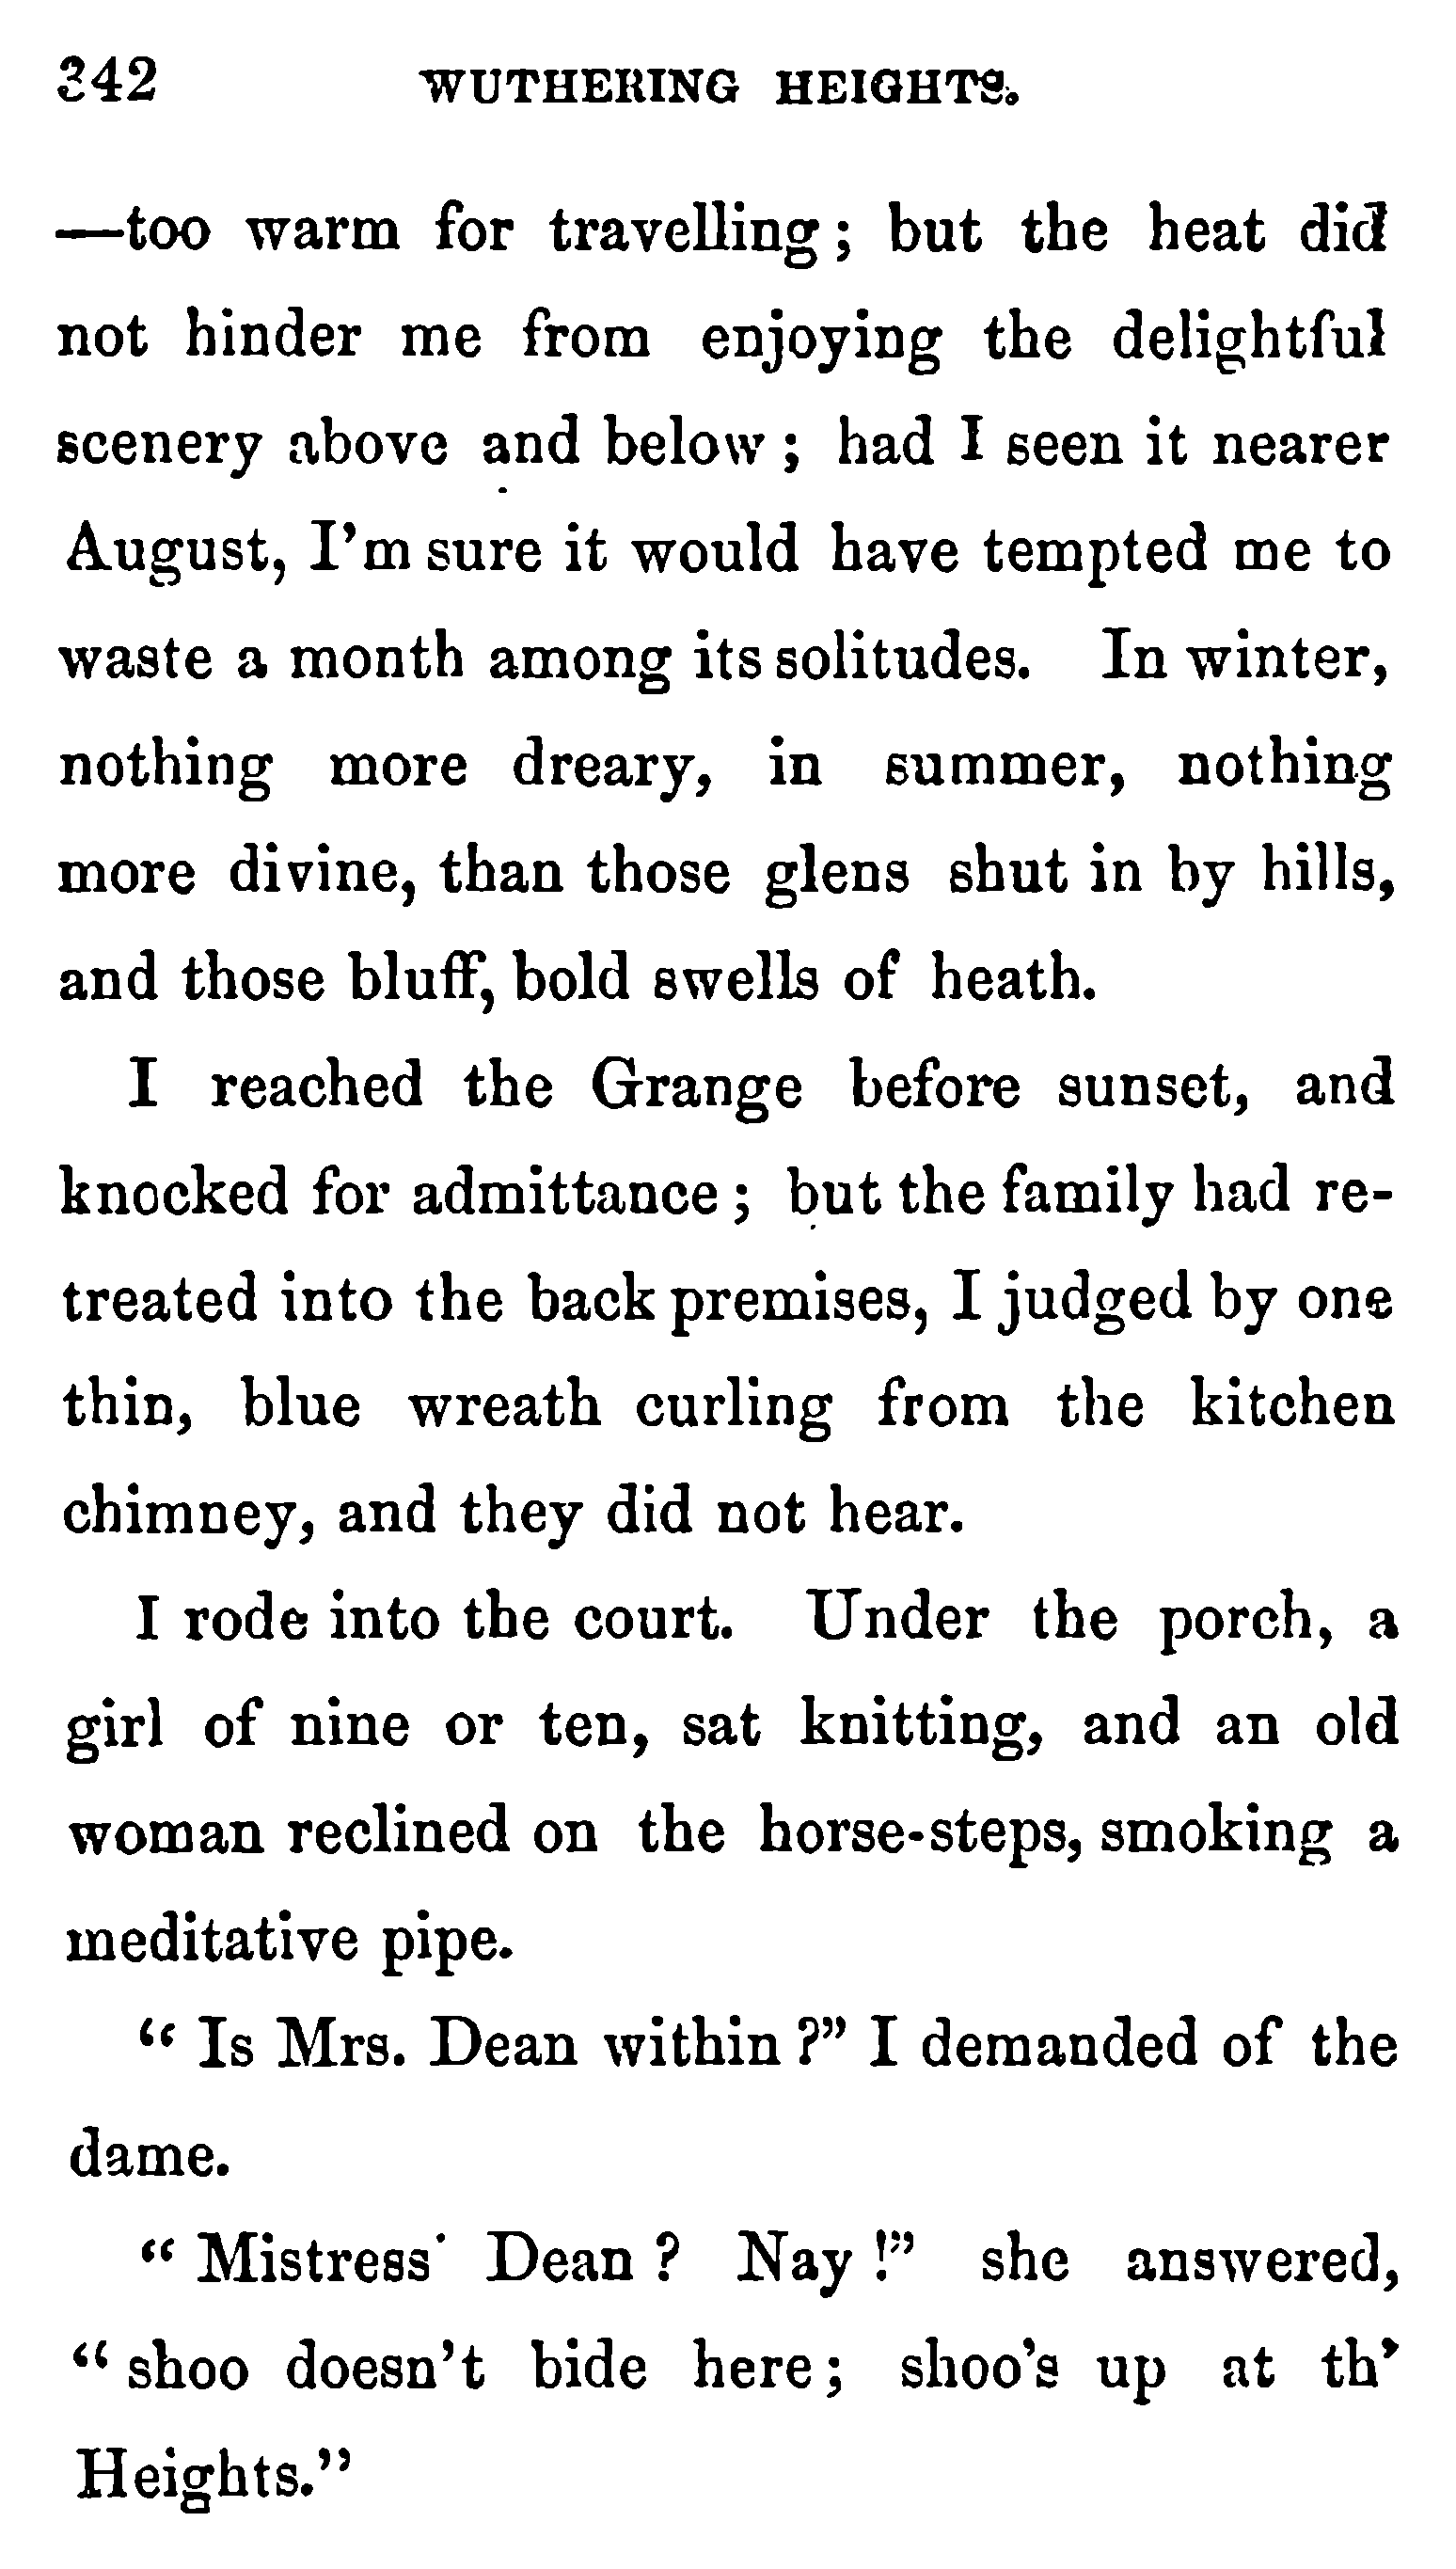 342 WUTHERING HEIGHTS.
—too warm for travelling; but the heat did
not hinder me from enjoying the delightful
scenery above and below; had I seen it nearer
August, I'm sure it would have tempted me to
waste a month among its solitudes. In winter,
nothing more dreary, in summer, nothing
more divine, than those glens shut in by hills,
and those bluff, bold swells of heath.
I reached the Grange before sunset, and
knocked for admittance; but the family had re-
treated into the back premises, I judged by one
thin, blue wreath curling from the kitchen
chimney, and they did not hear.
I rode into the court. Under the porch, a
girl of nine or ten, sat knitting, and an old
woman reclined on the horse-steps, smoking a
meditative pipe.
"Is Mrs. Dean within?" I demanded of the
dame.
"Mistress Dean? Nay!" she answered,
"shoo doesn't bide here; shoo's up at th'
Heights."